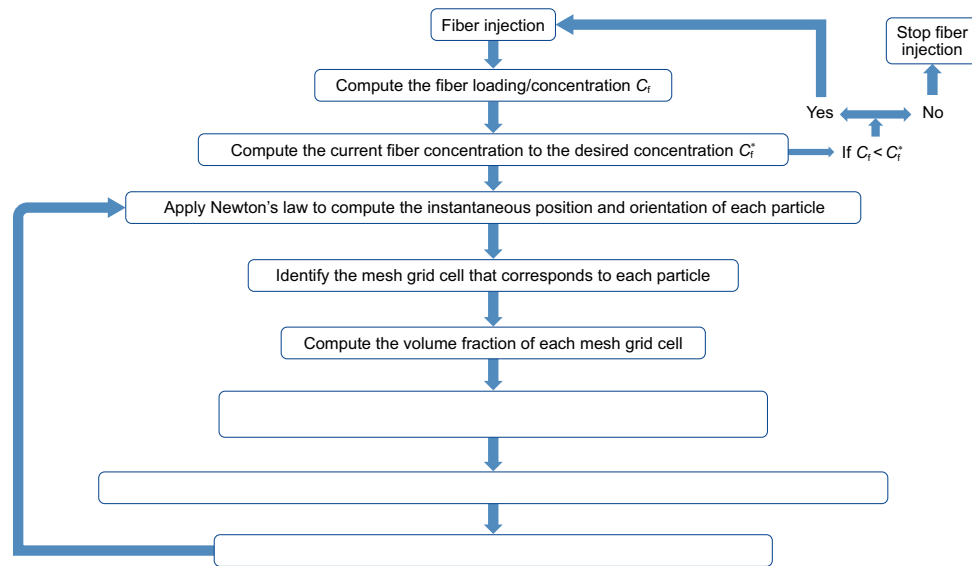 Fiber injection
Stop fiber
injection
Compute the fiber loading/concentration C_f
Yes
No
Compute the current fiber concentration to the desired concentration C_f^*
If C_f < C_f^*
Apply Newton's law to compute the instantaneous position and orientation of each particle
Identify the mesh grid cell that corresponds to each particle
Compute the volume fraction of each mesh grid cell